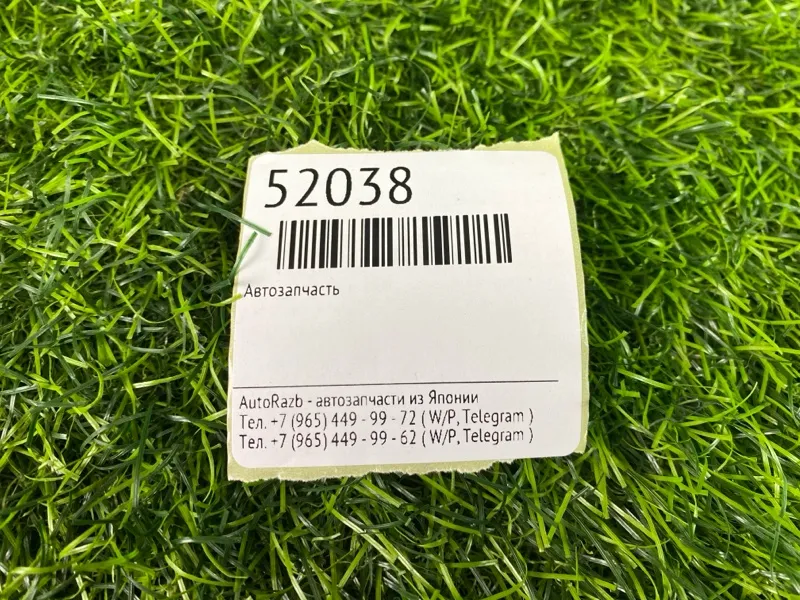 52038
Автозапчасть
AutoRazb - автозапчасти из Японии
Тел. +7 (965) 449 - 99 - 72 ( W/P, Telegram )
Тел. +7 (965) 449 - 99 - 62 ( W/P, Telegram )